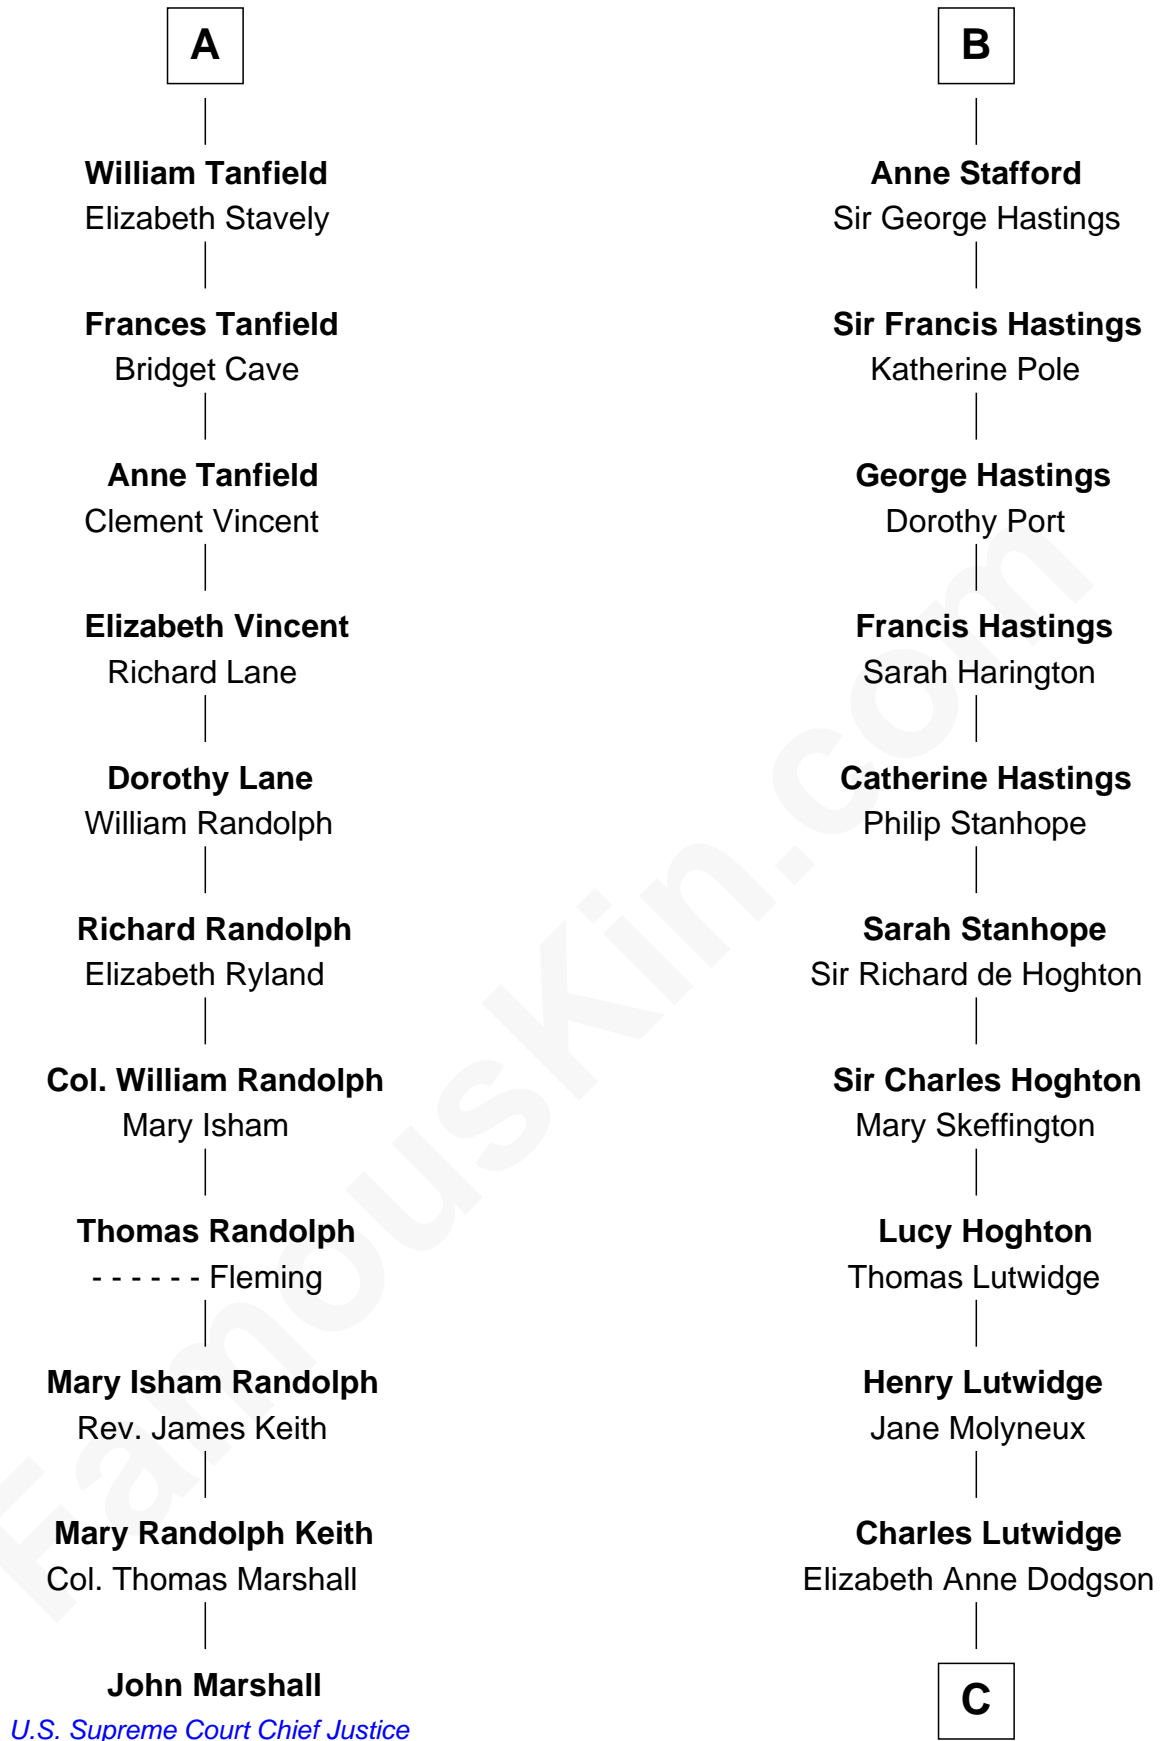 A
William Tanfield
Elizabeth Stavely
Frances Tanfield
Bridget Cave
Anne Tanfield
Clement Vincent
Elizabeth Vincent
Richard Lane
Dorothy Lane
William Randolph
Richard Randolph
Elizabeth Ryland
Col. William Randolph
Mary Isham
Thomas Randolph
- - - - - - Fleming
Mary Isham Randolph
Rev. James Keith
Mary Randolph Keith
Col. Thomas Marshall
John Marshall
U.S. Supreme Court Chief Justice
B
Anne Stafford
Sir George Hastings
Sir Francis Hastings
Katherine Pole
George Hastings
Dorothy Port
Francis Hastings
Sarah Harington
Catherine Hastings
Philip Stanhope
Sarah Stanhope
Sir Richard de Hoghton
Sir Charles Hoghton
Mary Skeffington
Lucy Hoghton
Thomas Lutwidge
Henry Lutwidge
Jane Molyneux
Charles Lutwidge
Elizabeth Anne Dodgson
C
FamousKin.com